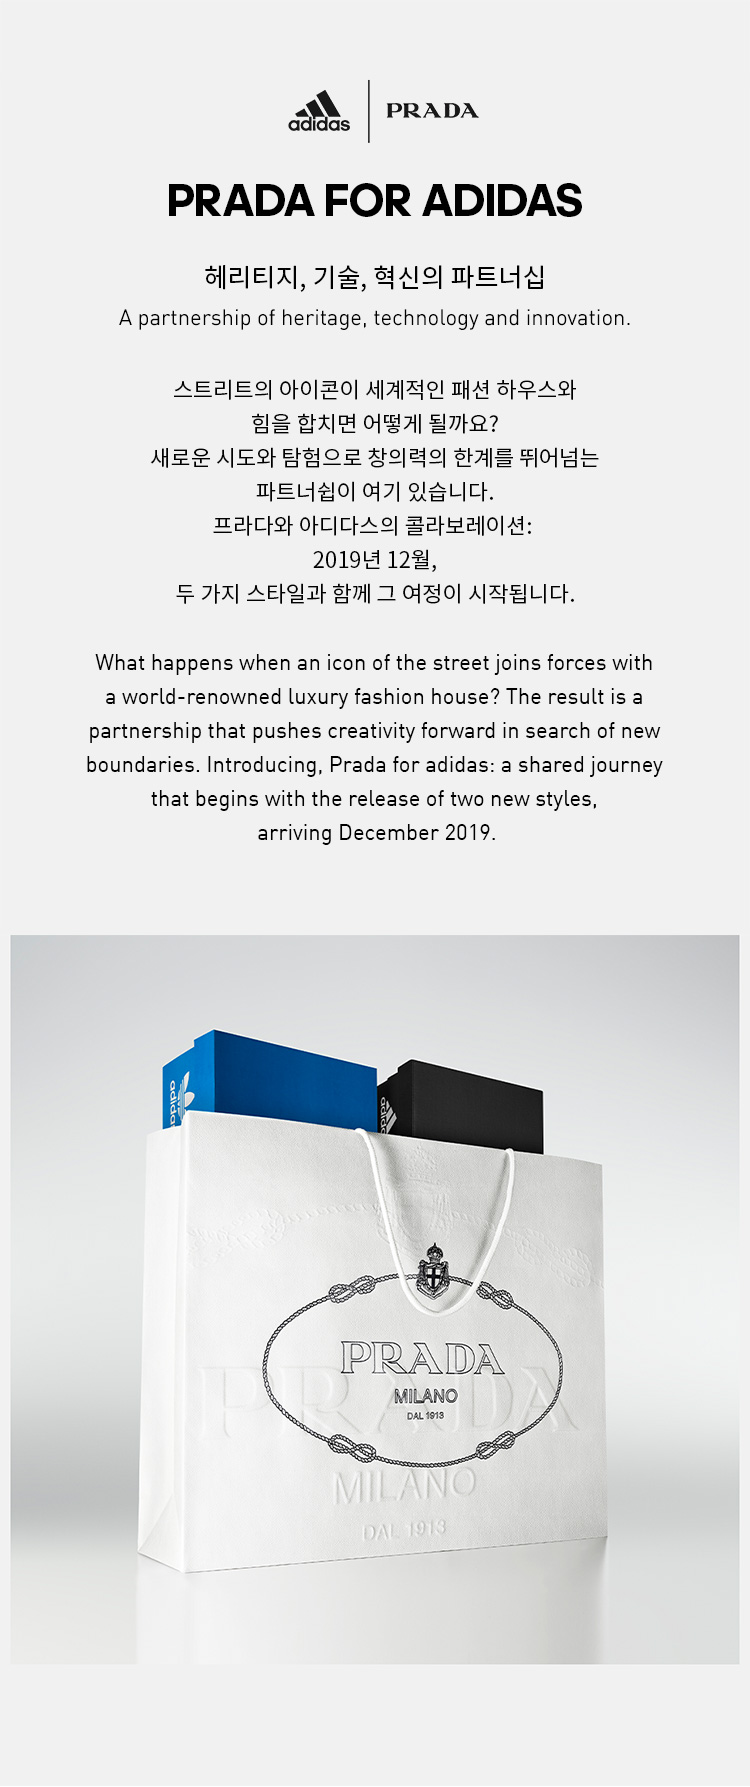 adidas
PRADA
PRADA FOR ADIDAS
헤리티지, 기술, 혁신의 파트너십
A partnership of heritage, technology and innovation.
스트리트의 아이콘이 세계적인 패션 하우스와
힘을 합치면 어떻게 될까요?
새로운 시도와 탐험으로 창의력의 한계를 뛰어넘는
파트너쉽이 여기 있습니다.
프라다와 아디다스의 콜라보레이션:
2019년 12월,
두 가지 스타일과 함께 그 여정이 시작됩니다.
What happens when an icon of the street joins forces with
a world-renowned luxury fashion house? The result is a
partnership that pushes creativity forward in search of new
boundaries. Introducing, Prada for adidas: a shared journey
that begins with the release of two new styles,
arriving December 2019.
adidas
adidas
PRADA
MILANO
DAL 1913
PRADA
MILANO
DAL 1913